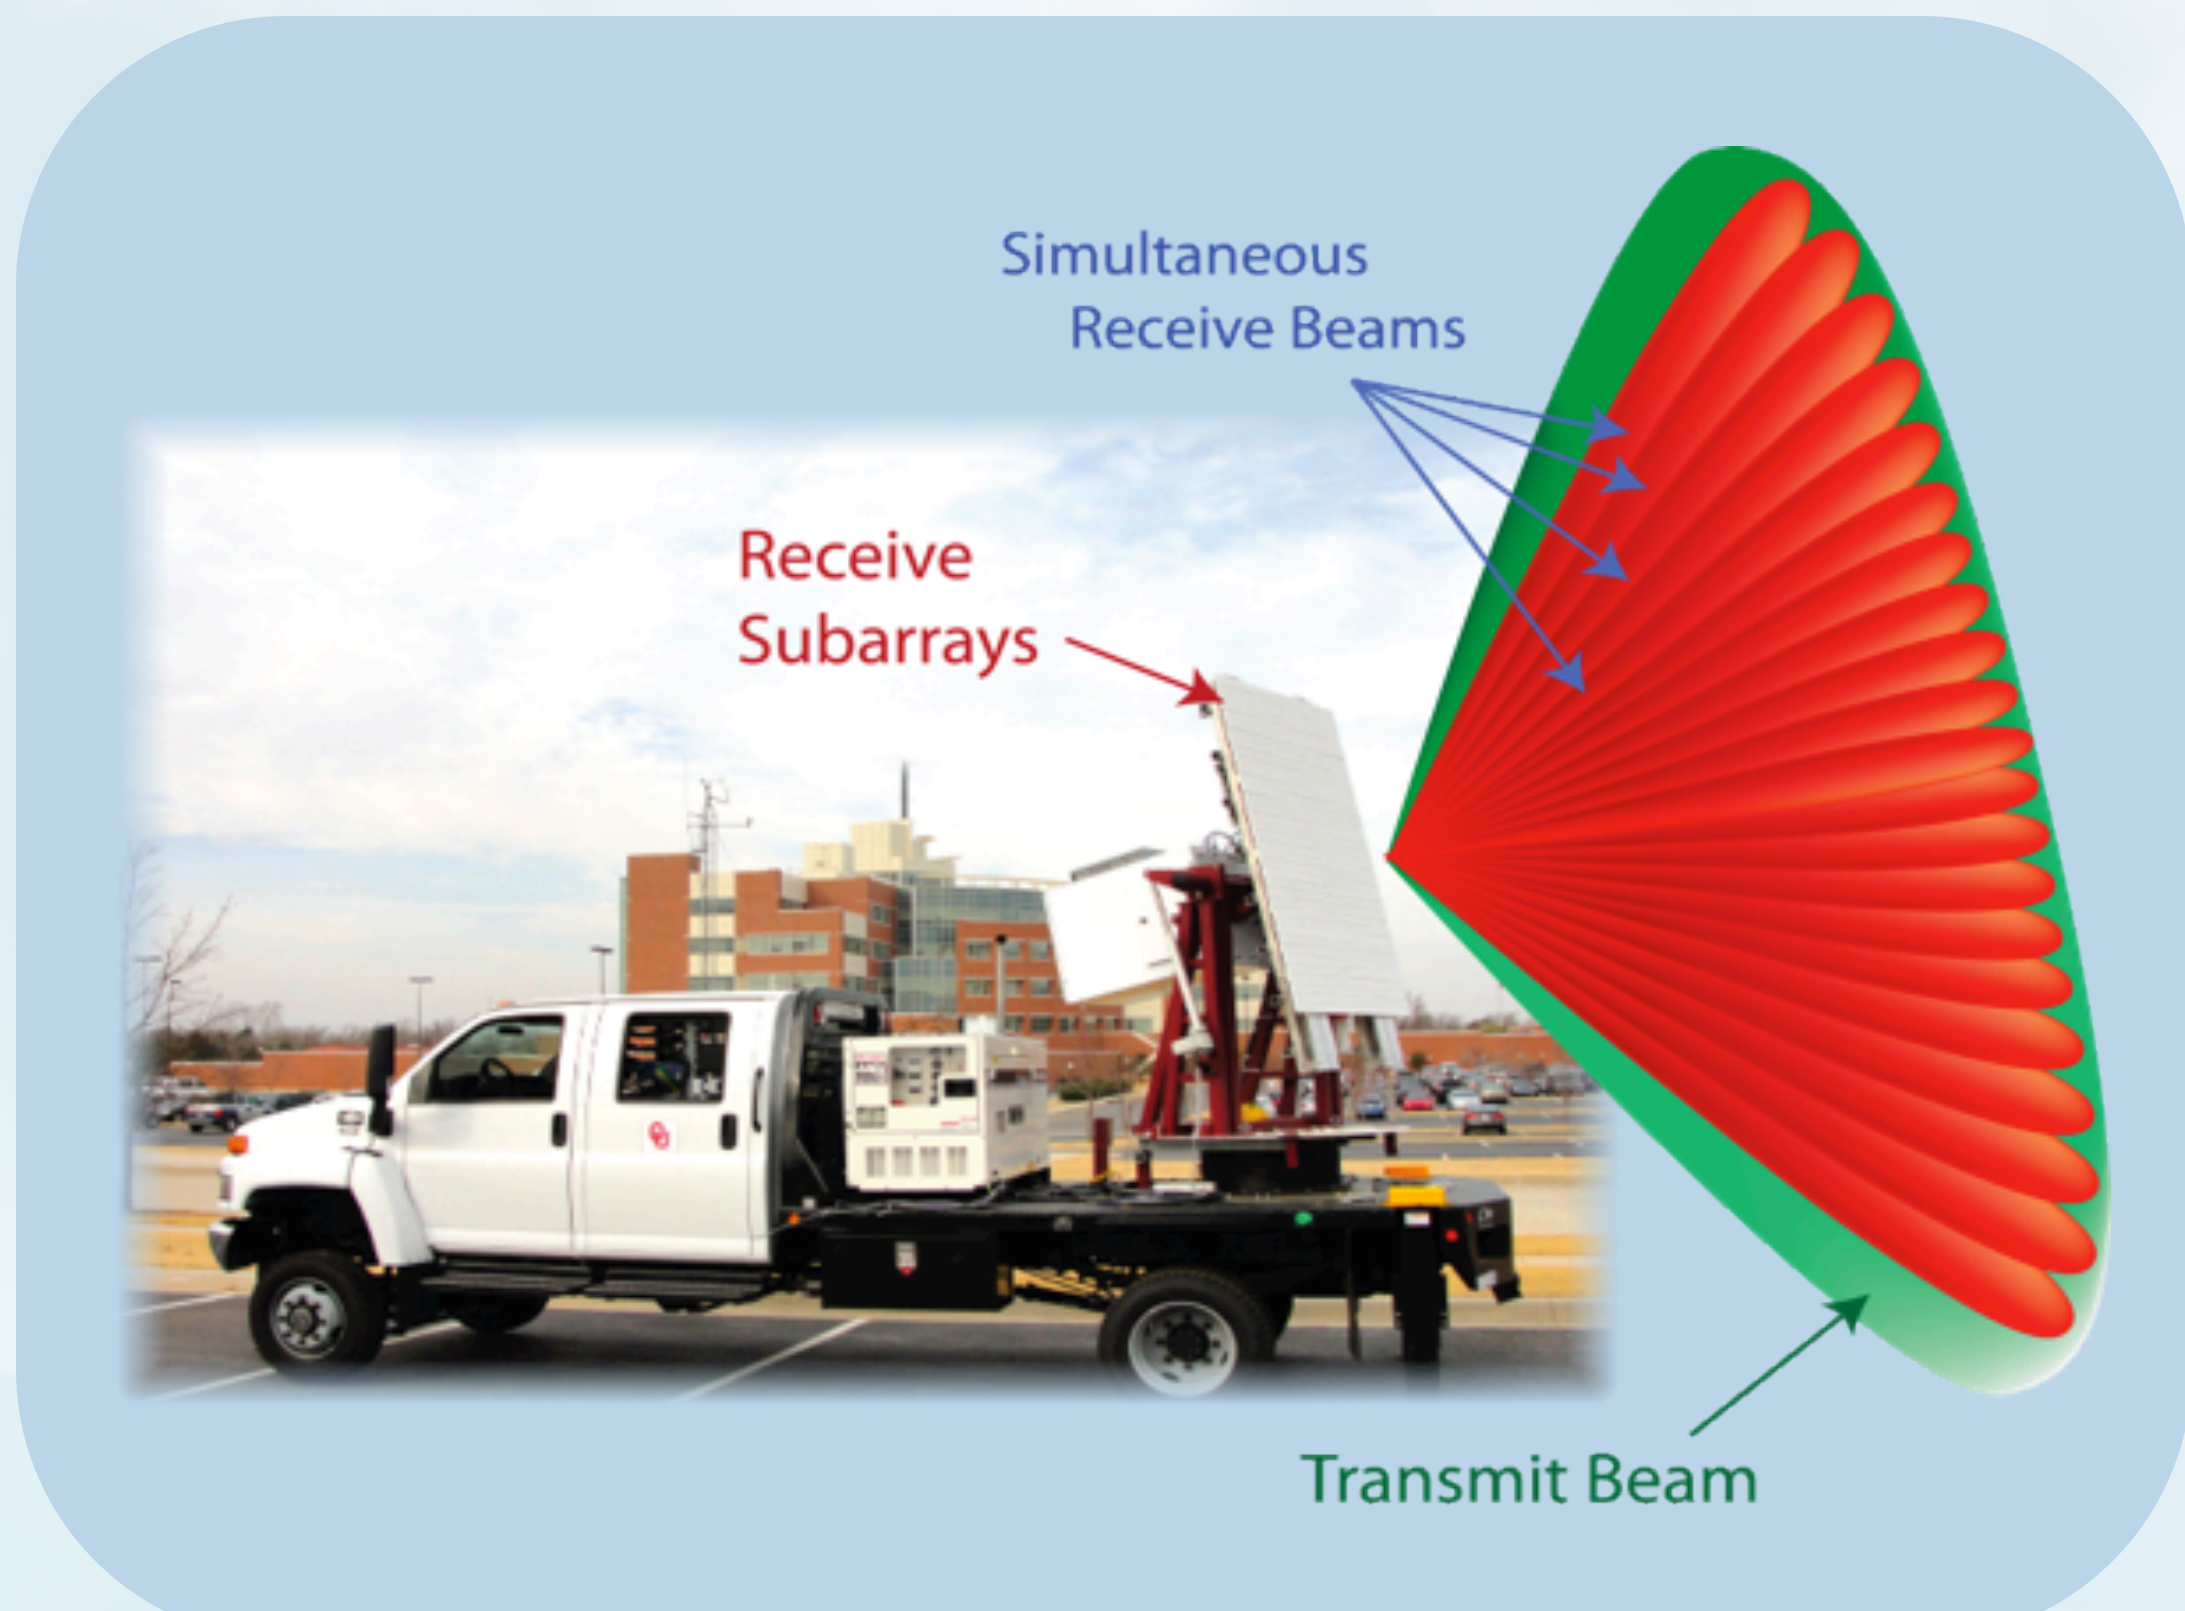 Simultaneous
Receive Beams
Receive
Subarrays
Transmit Beam